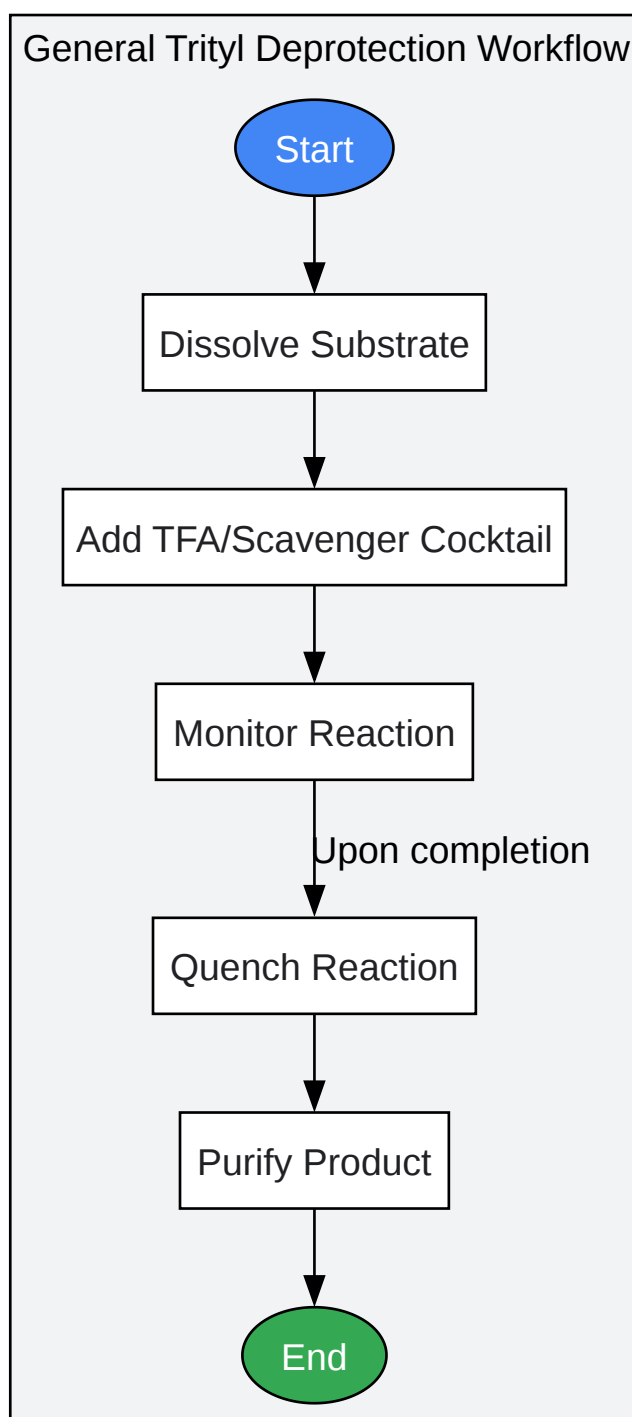 General Trityl Deprotection Workflow
Start
Dissolve Substrate
Add TFA/Scavenger Cocktail
Monitor Reaction
Upon completion
Quench Reaction
Purify Product
End